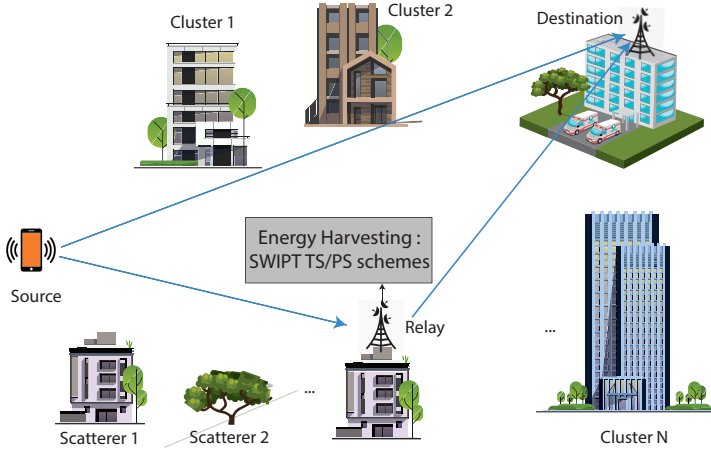 Cluster 1
Cluster 2
Destination
Energy Harvesting :
SWIPT TS/PS schemes
Source
Relay
...
...
Scatterer 1
Scatterer 2
Cluster N